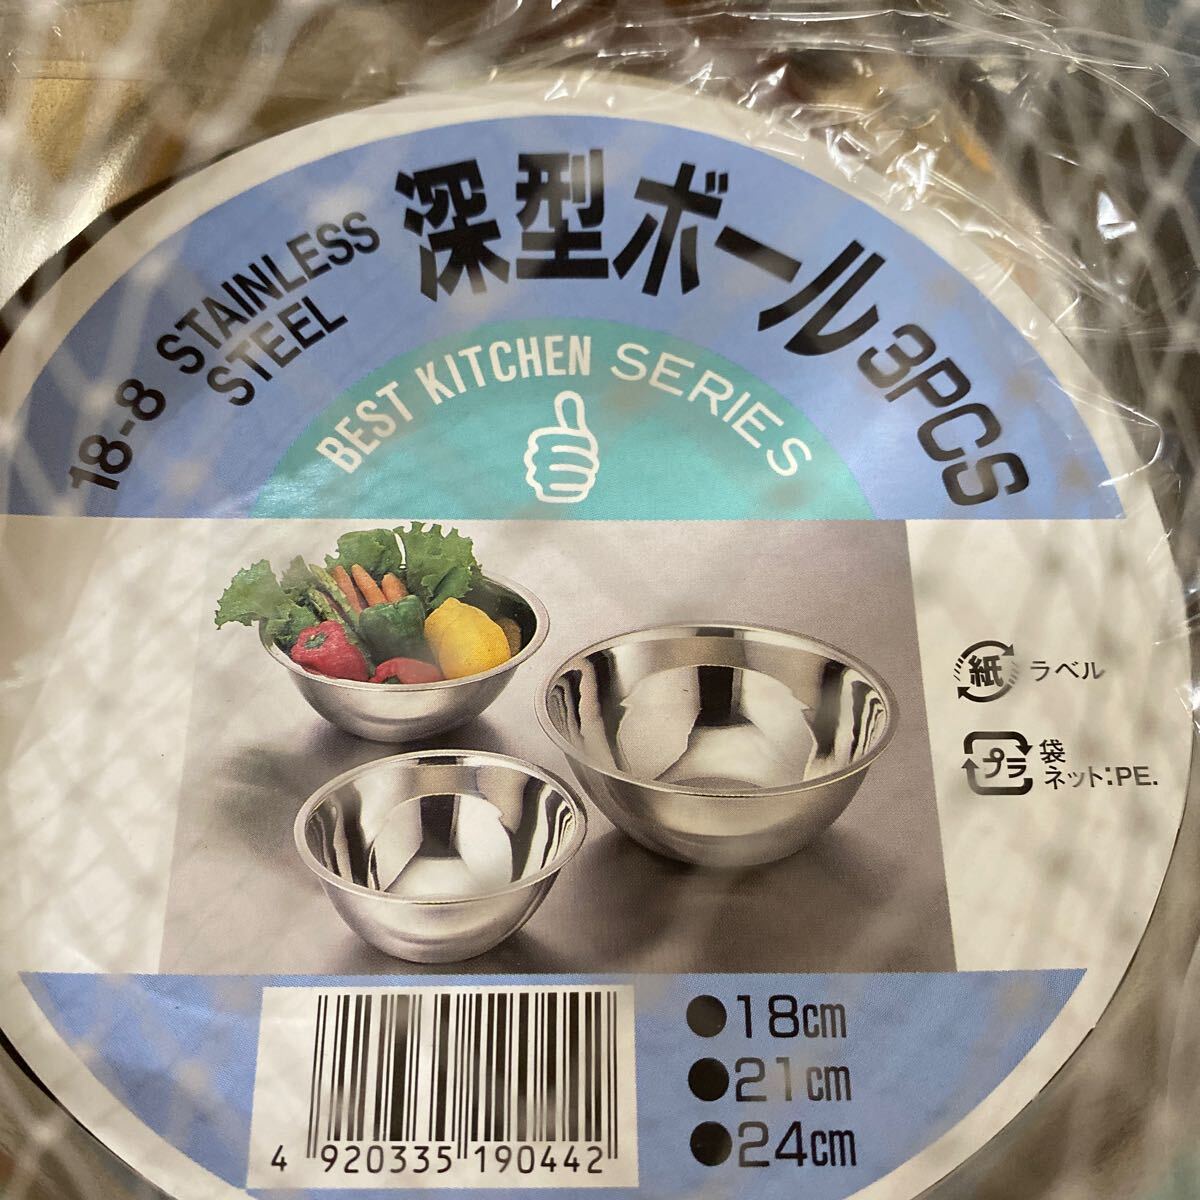 18-8 STAINLESS
STEEL
深型ボール3PCS
BEST KITCHEN SERIES
紙 ラベル
プラ 袋
ネット:PE.
●18cm
●21cm
●24cm
4 920335 190442